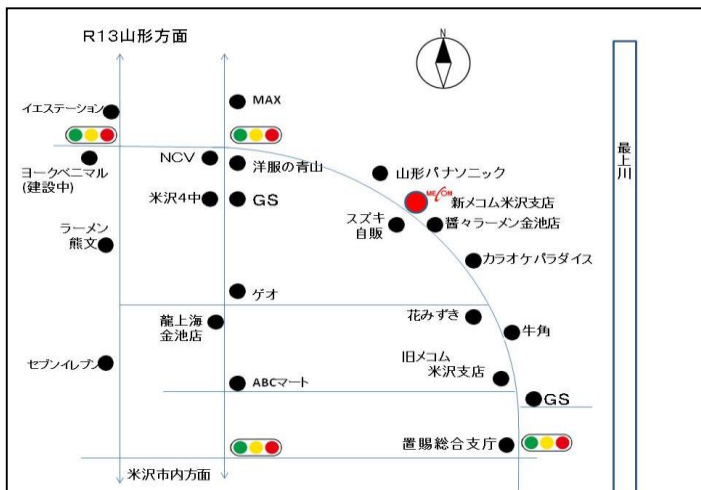 R13山形方面
N
MAX
イエステーション
最上川
NCV
洋服の青山
ヨークベニマル
(建設中)
山形パナソニック
米沢4中
GS
MECOM
新メコム米沢支店
スズキ
自販
醤々ラーメン金池店
ラーメン
熊文
カラオケパラダイス
ゲオ
龍上海
金池店
花みずき
牛角
セブンイレブン
旧メコム
米沢支店
ABCマート
GS
置賜総合支庁
米沢市内方面